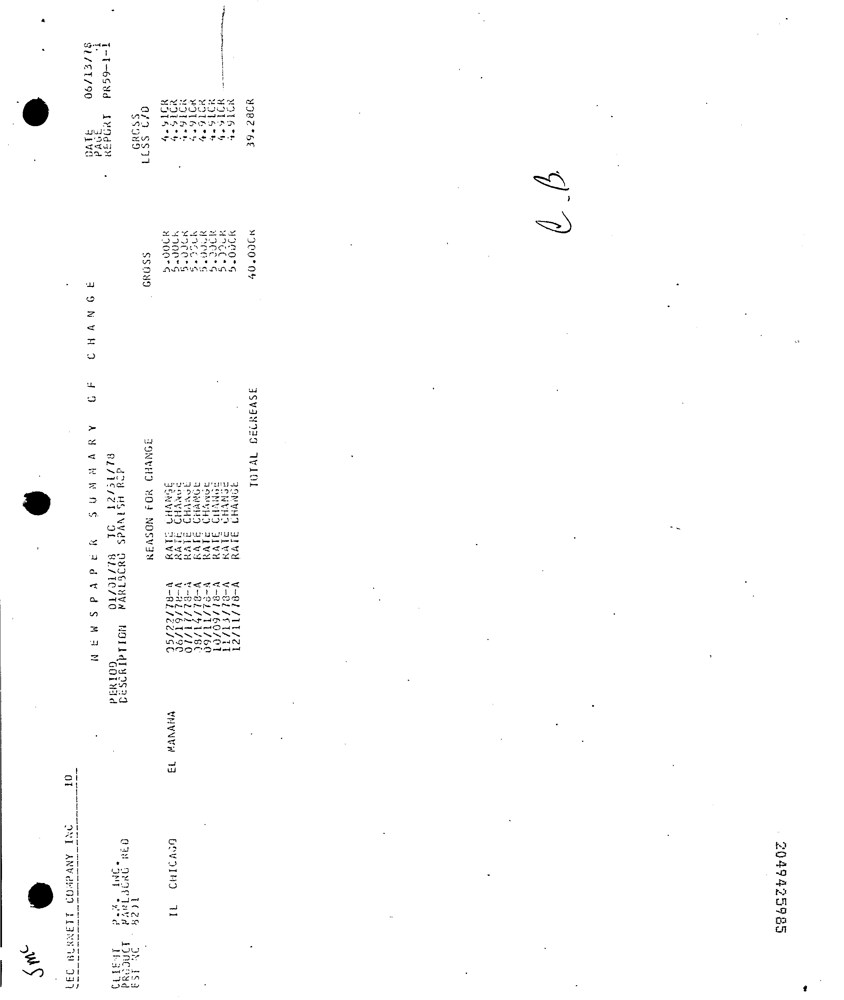 Smc
LEO BURNETT COMPANY INC 10
NEWSPAPER SUMMARY OF CHANGE
DATE 06/13/78
PAGE 1
REPORT PR59-1-1
CLIENT P.M. INC.
PRODUCT MARLBORO RED
EST NO 8201
PERIOD 01/01/78 TO 12/31/78
DESCRIPTION MARLBORO SPANISH ROP
REASON FOR CHANGE GROSS GROSS LESS C/D
IL CHICAGO EL MANANA 05/22/78-A RATE CHANGE 5.00CR 4.91CR
06/19/78-A RATE CHANGE 5.00CR 4.91CR
07/17/78-A RATE CHANGE 5.00CR 4.91CR
08/14/78-A RATE CHANGE 5.00CR 4.91CR
09/11/78-A RATE CHANGE 5.00CR 4.91CR
10/09/78-A RATE CHANGE 5.00CR 4.91CR
11/13/78-A RATE CHANGE 5.00CR 4.91CR
12/11/78-A RATE CHANGE 5.00CR 4.91CR
TOTAL DECREASE 40.00CR 39.28CR
C.B.
2049425985